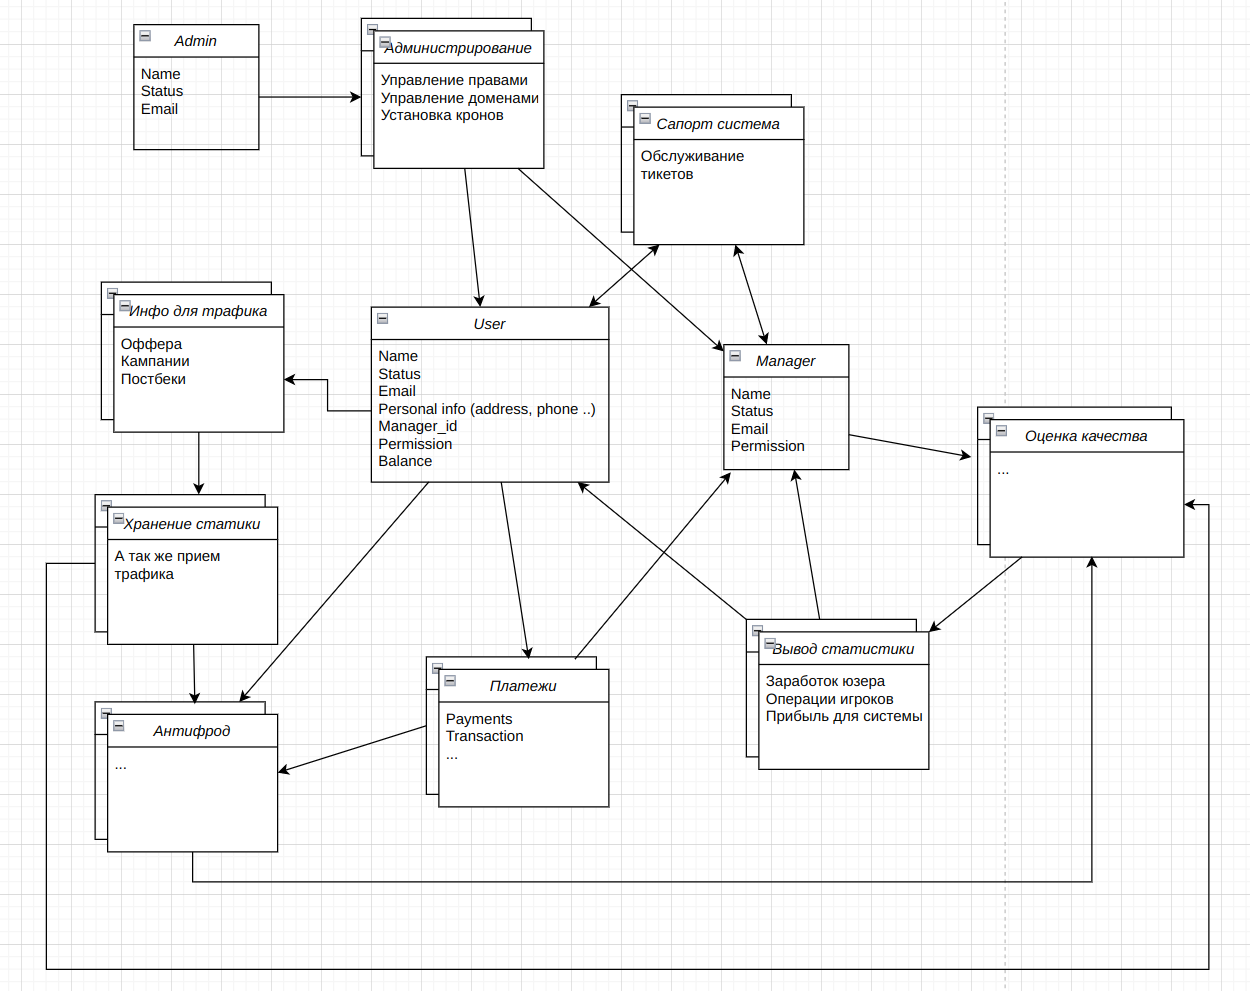 Admin
Name
Status
Email
Администрирование
Управление правами
Управление доменами
Установка кронов
Сапорт система
Обслуживание
тикетов
Инфо для трафика
Оффера
Кампании
Постбеки
User
Name
Status
Email
Personal info (address, phone ..)
Manager_id
Permission
Balance
Manager
Name
Status
Email
Permission
Оценка качества
...
Хранение статики
А так же прием
трафика
Антифрод
...
Платежи
Payments
Transaction
...
Вывод статистики
Заработок юзера
Операции игроков
Прибыль для системы